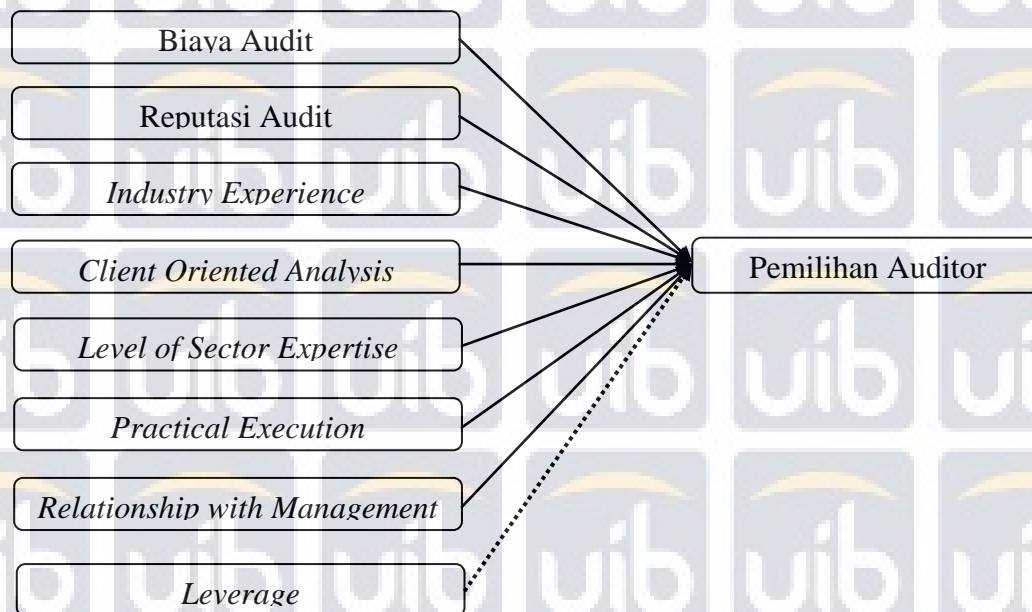 Biaya Audit
Reputasi Audit
Industry Experience
Client Oriented Analysis
Pemilihan Auditor
Level of Sector Expertise
Practical Execution
Relationship with Management
Leverage
uib